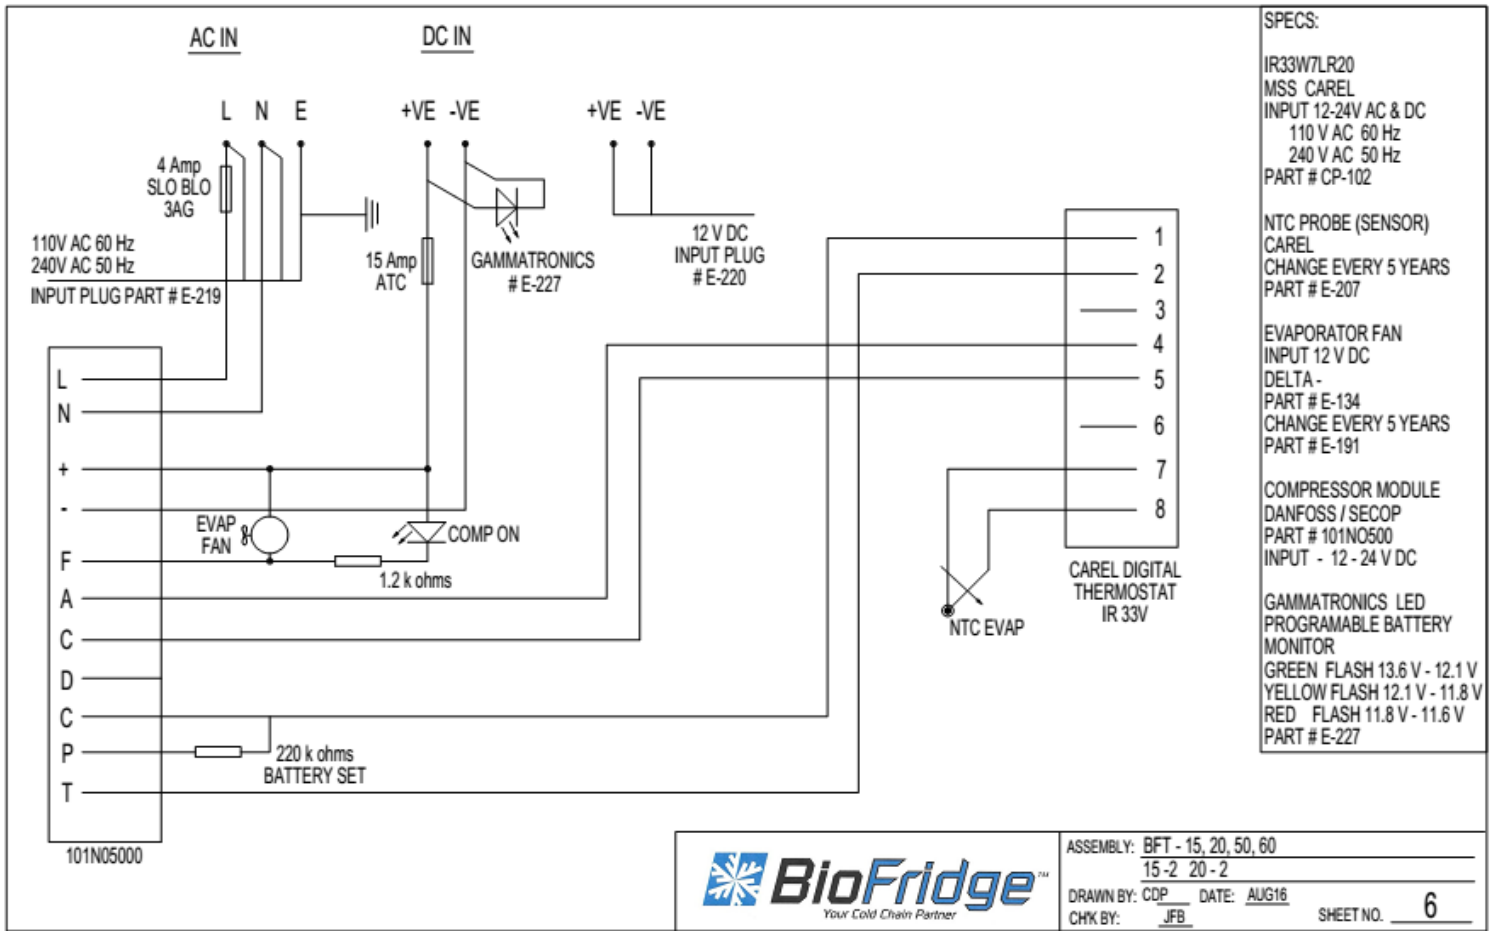 AC IN
DC IN
L N E
+VE -VE
+VE -VE
4 Amp
SLO BLO
3AG
110V AC 60 Hz
240V AC 50 Hz
INPUT PLUG PART # E-219
15 Amp
ATC
GAMMATRONICS
# E-227
12 V DC
INPUT PLUG
# E-220
L
N
+
-
F
A
C
D
C
P
T
101N05000
EVAP
FAN
COMP ON
1.2 k ohms
220 k ohms
BATTERY SET
1
2
3
4
5
6
7
8
CAREL DIGITAL
THERMOSTAT
IR 33V
NTC EVAP
SPECS:
IR33W7LR20
MSS CAREL
INPUT 12-24V AC & DC
110 V AC 60 Hz
240 V AC 50 Hz
PART # CP-102
NTC PROBE (SENSOR)
CAREL
CHANGE EVERY 5 YEARS
PART # E-207
EVAPORATOR FAN
INPUT 12 V DC
DELTA -
PART # E-134
CHANGE EVERY 5 YEARS
PART # E-191
COMPRESSOR MODULE
DANFOSS / SECOP
PART # 101NO500
INPUT - 12 - 24 V DC
GAMMATRONICS LED
PROGRAMABLE BATTERY
MONITOR
GREEN FLASH 13.6 V - 12.1 V
YELLOW FLASH 12.1 V - 11.8 V
RED FLASH 11.8 V - 11.6 V
PART # E-227
BioFridge™
Your Cold Chain Partner
ASSEMBLY: BFT - 15, 20, 50, 60
15 -2 20 - 2
DRAWN BY: CDP DATE: AUG16
CH'K BY: JFB SHEET NO. 6